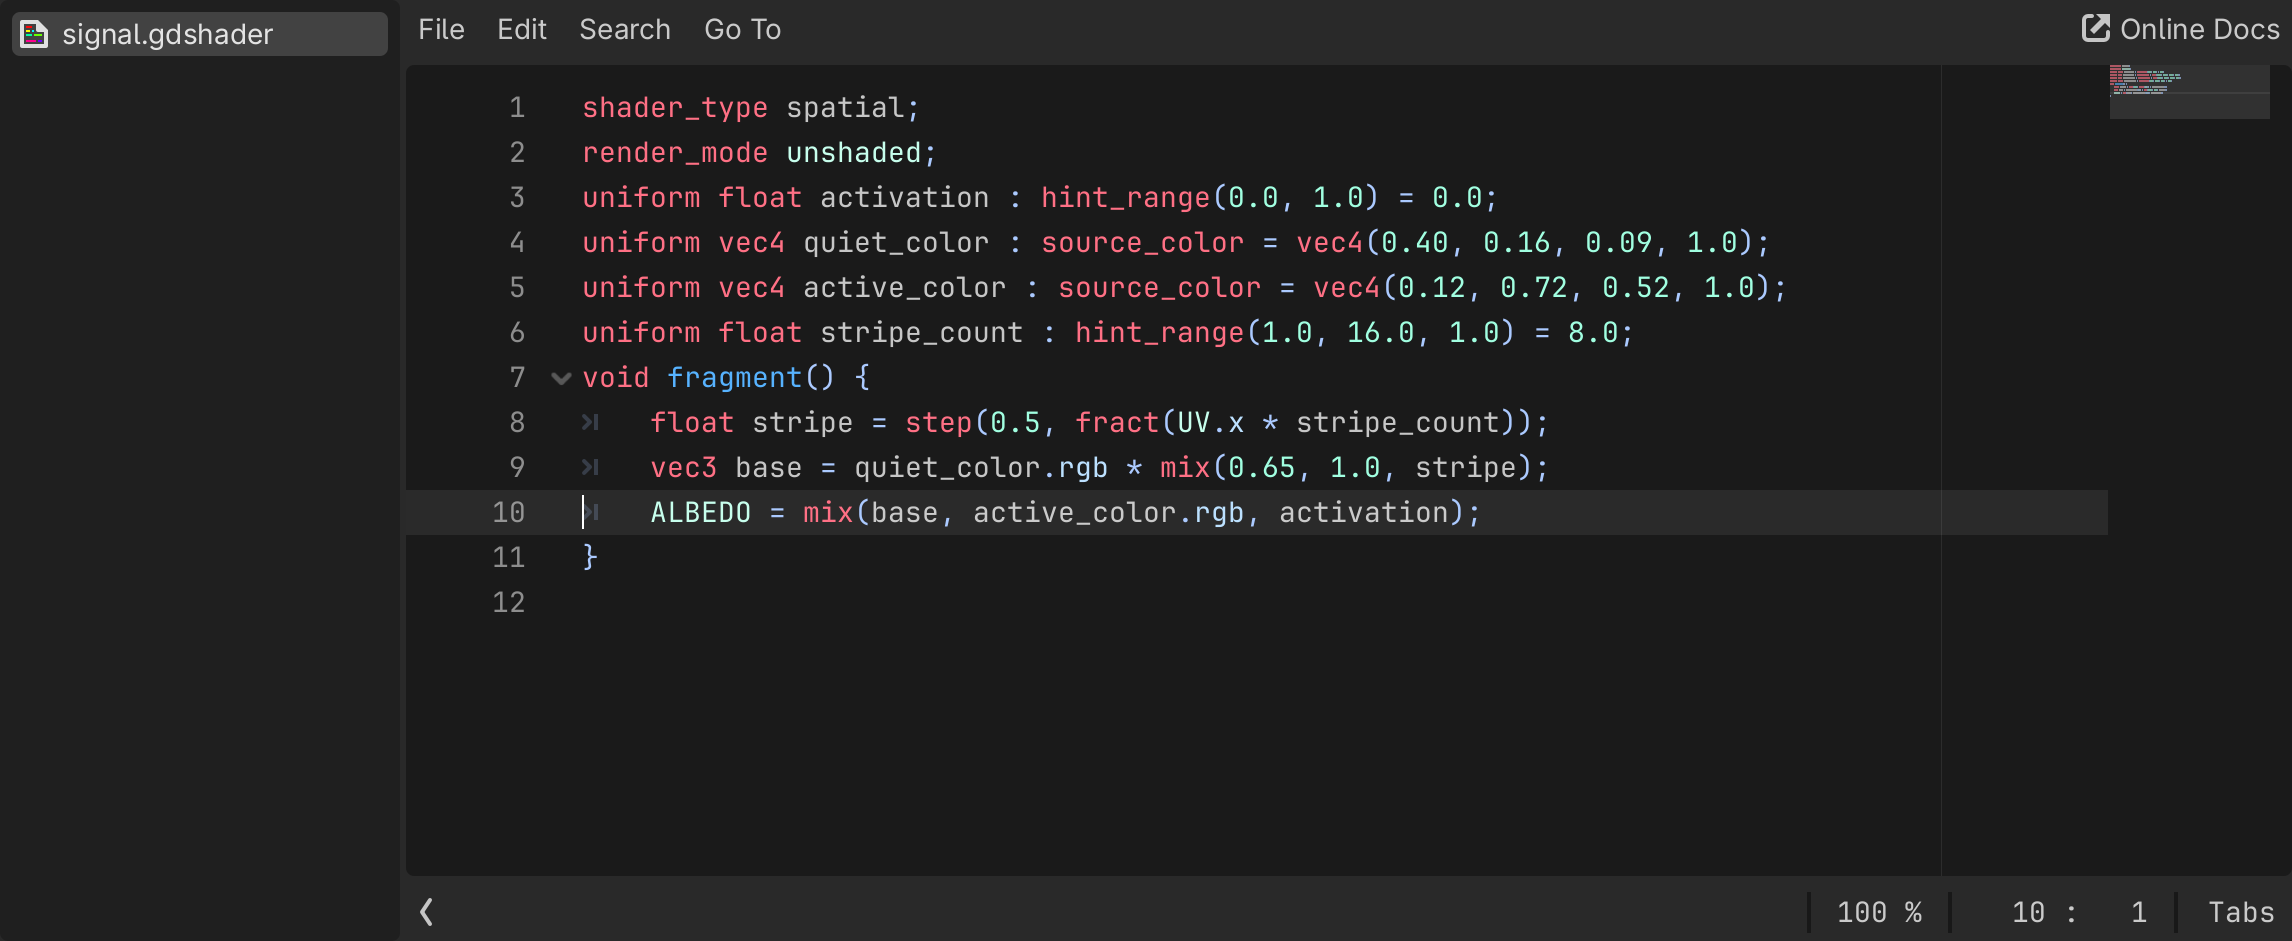 signal.gdshader
File Edit Search Go To Online Docs
1 shader_type spatial;
2 render_mode unshaded;
3 uniform float activation : hint_range(0.0, 1.0) = 0.0;
4 uniform vec4 quiet_color : source_color = vec4(0.40, 0.16, 0.09, 1.0);
5 uniform vec4 active_color : source_color = vec4(0.12, 0.72, 0.52, 1.0);
6 uniform float stripe_count : hint_range(1.0, 16.0, 1.0) = 8.0;
7 void fragment() {
8 float stripe = step(0.5, fract(UV.x * stripe_count));
9 vec3 base = quiet_color.rgb * mix(0.65, 1.0, stripe);
10 ALBEDO = mix(base, active_color.rgb, activation);
11 }
12
100 % 10 : 1 Tabs